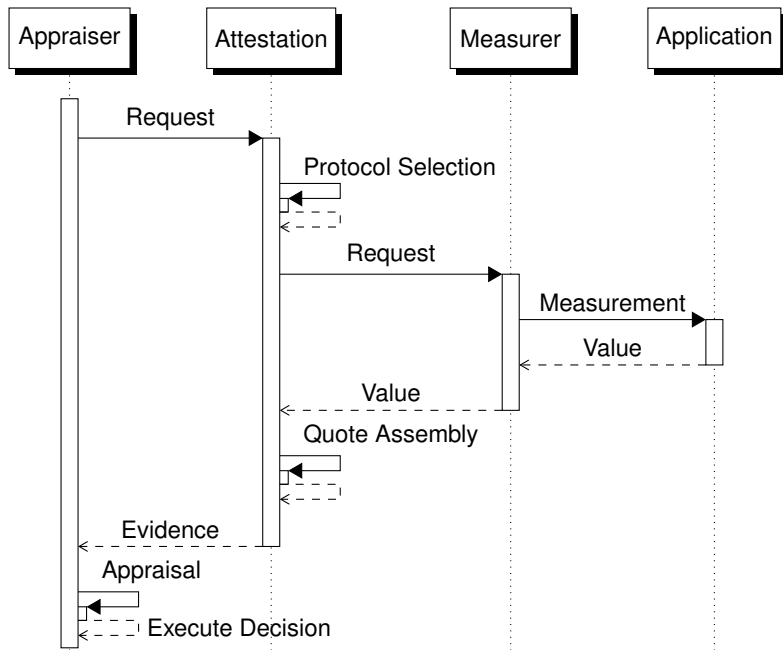 Appraiser
Attestation
Measurer
Application
Request
Protocol Selection
Request
Measurement
Value
Value
Quote Assembly
Evidence
Appraisal
Execute Decision